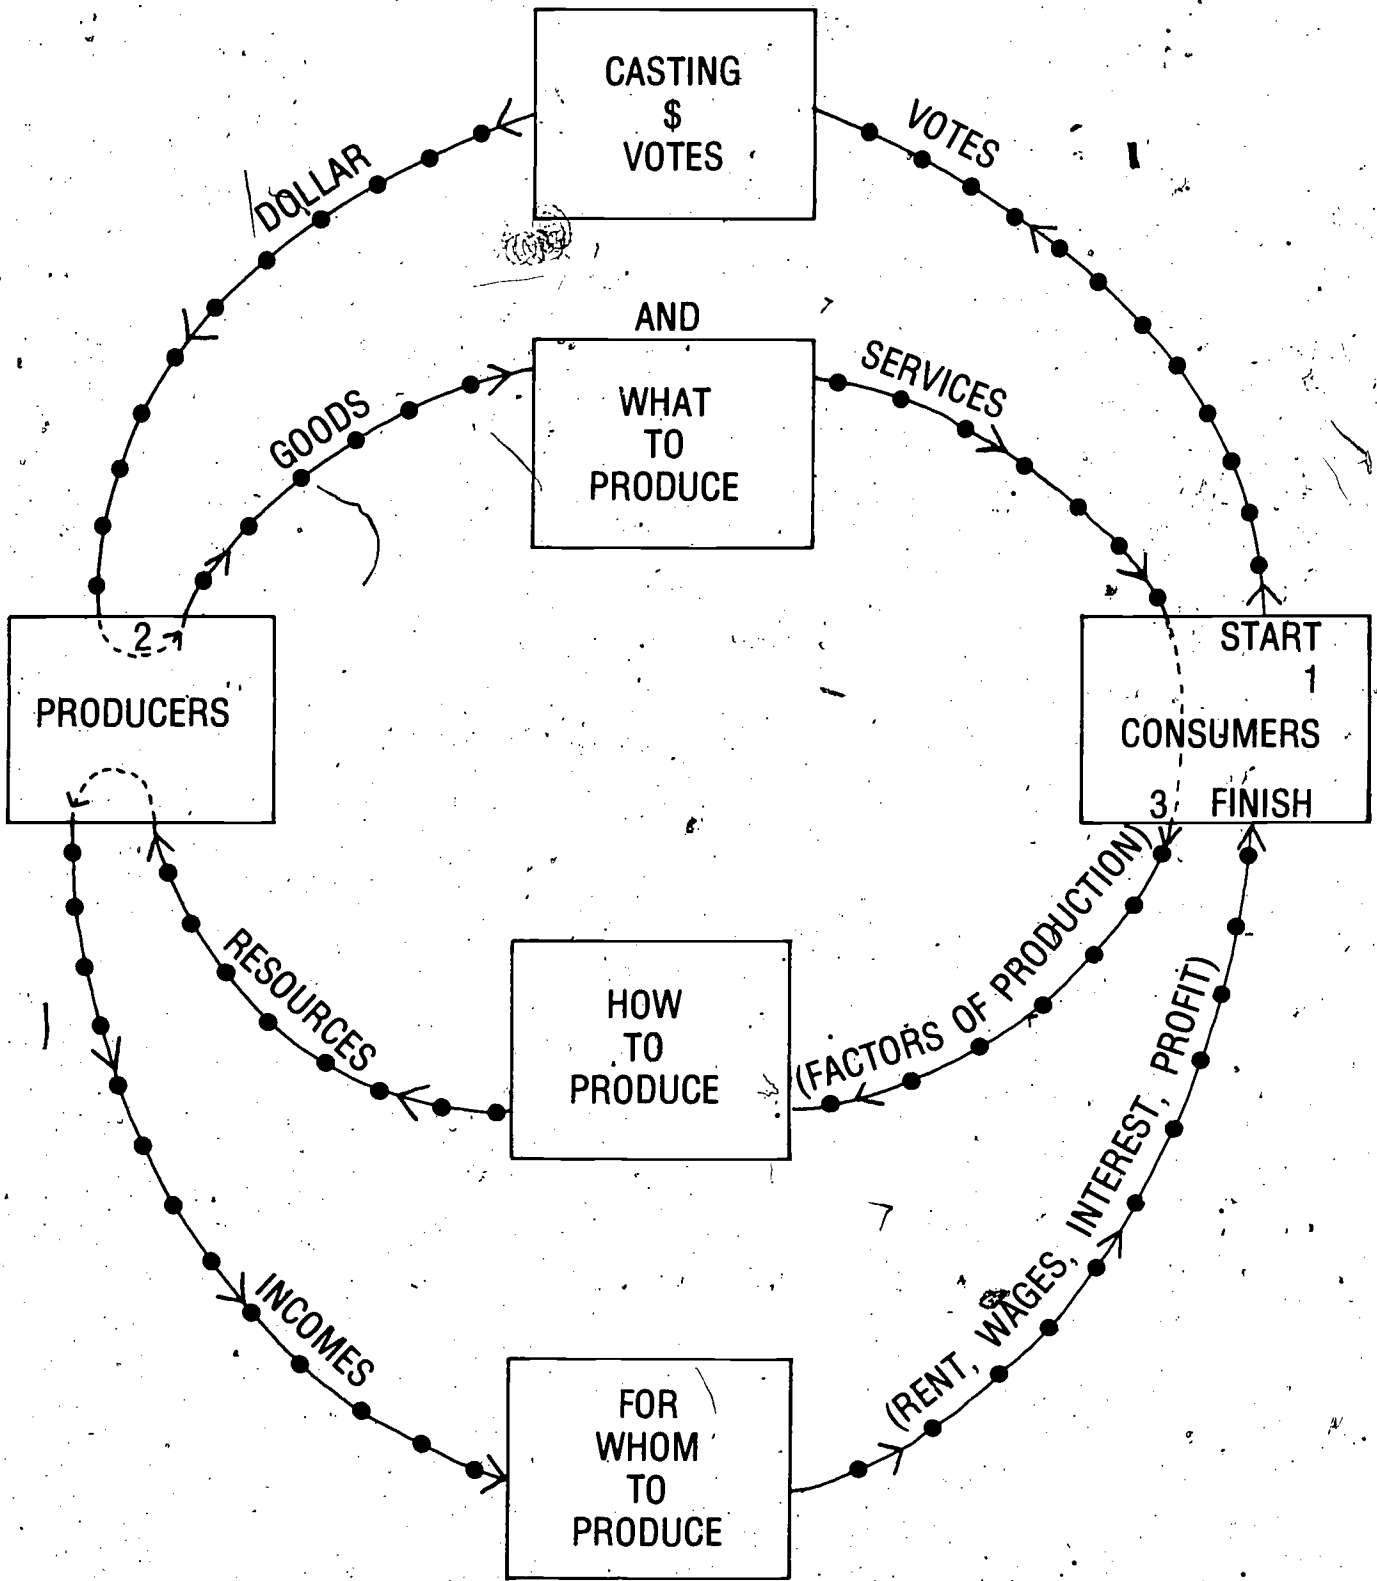 CASTING
$
VOTES
DOLLAR
VOTES
AND
WHAT
TO
PRODUCE
GOODS
SERVICES
2
PRODUCERS
START
1
CONSUMERS
3 FINISH
HOW
TO
PRODUCE
RESOURCES
(FACTORS OF PRODUCTION)
FOR
WHOM
TO
PRODUCE
INCOMES
(RENT, WAGES, INTEREST, PROFIT)